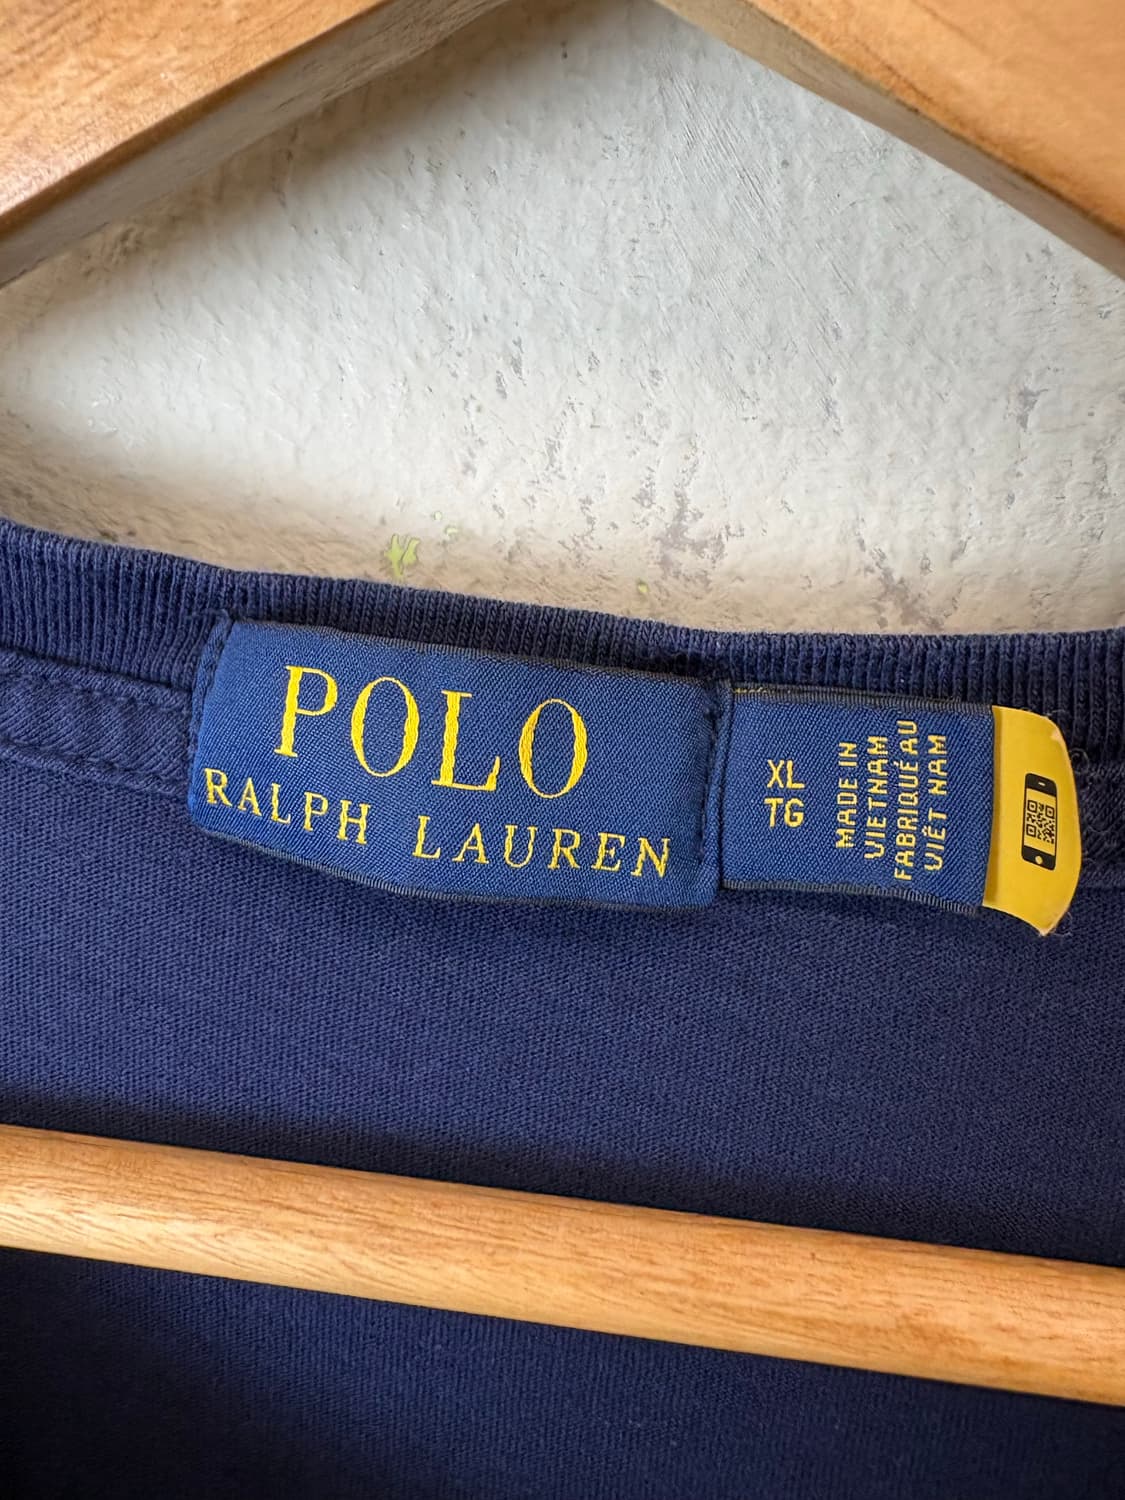 POLO
RALPH LAUREN
XL
TG
MADE IN
VIETNAM
FABRIQUÉ AU
VIÊT NAM